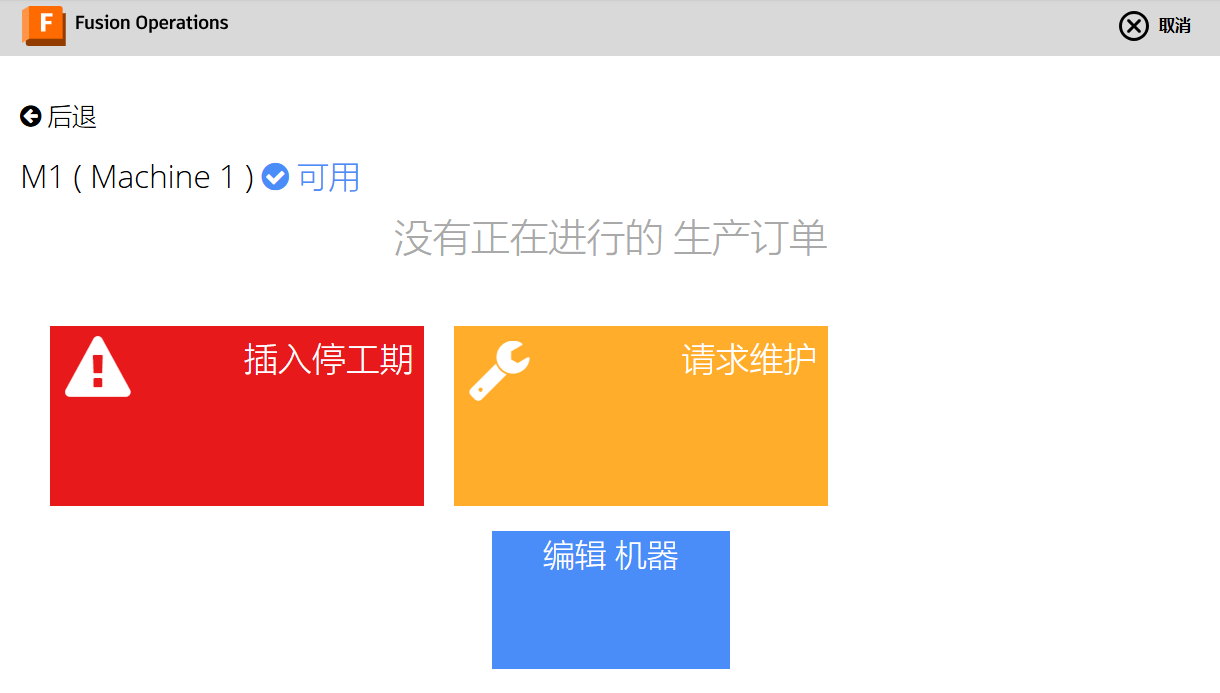 F Fusion Operations
取消
后退
M1 ( Machine 1 ) 可用
没有正在进行的 生产订单
插入停工期
请求维护
编辑 机器